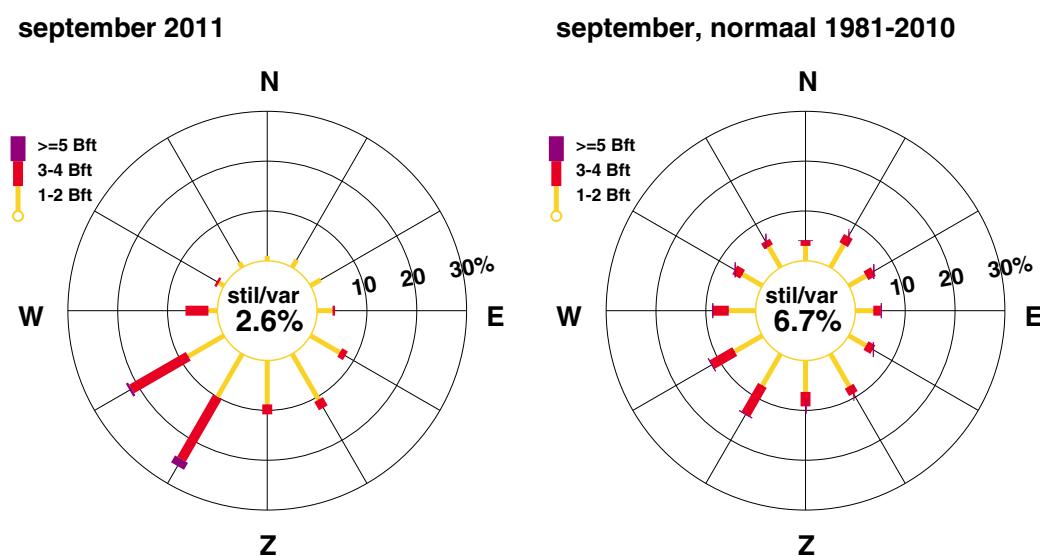 september 2011
N
>=5 Bft
3-4 Bft
1-2 Bft
W
stil/var
2.6%
10
20
30%
E
Z
september, normaal 1981-2010
N
>=5 Bft
3-4 Bft
1-2 Bft
W
stil/var
6.7%
10
20
30%
E
Z